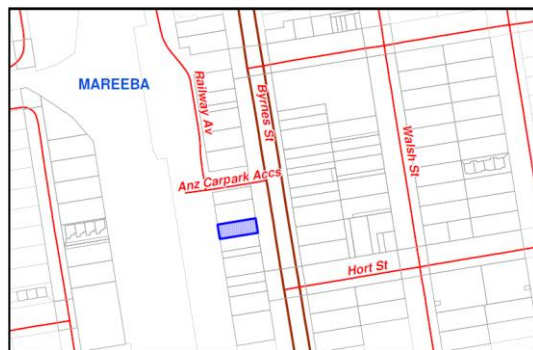 MAREEBA
Railway Av
Byrnes St
Walsh St
Anz Carpark Accs
Hort St